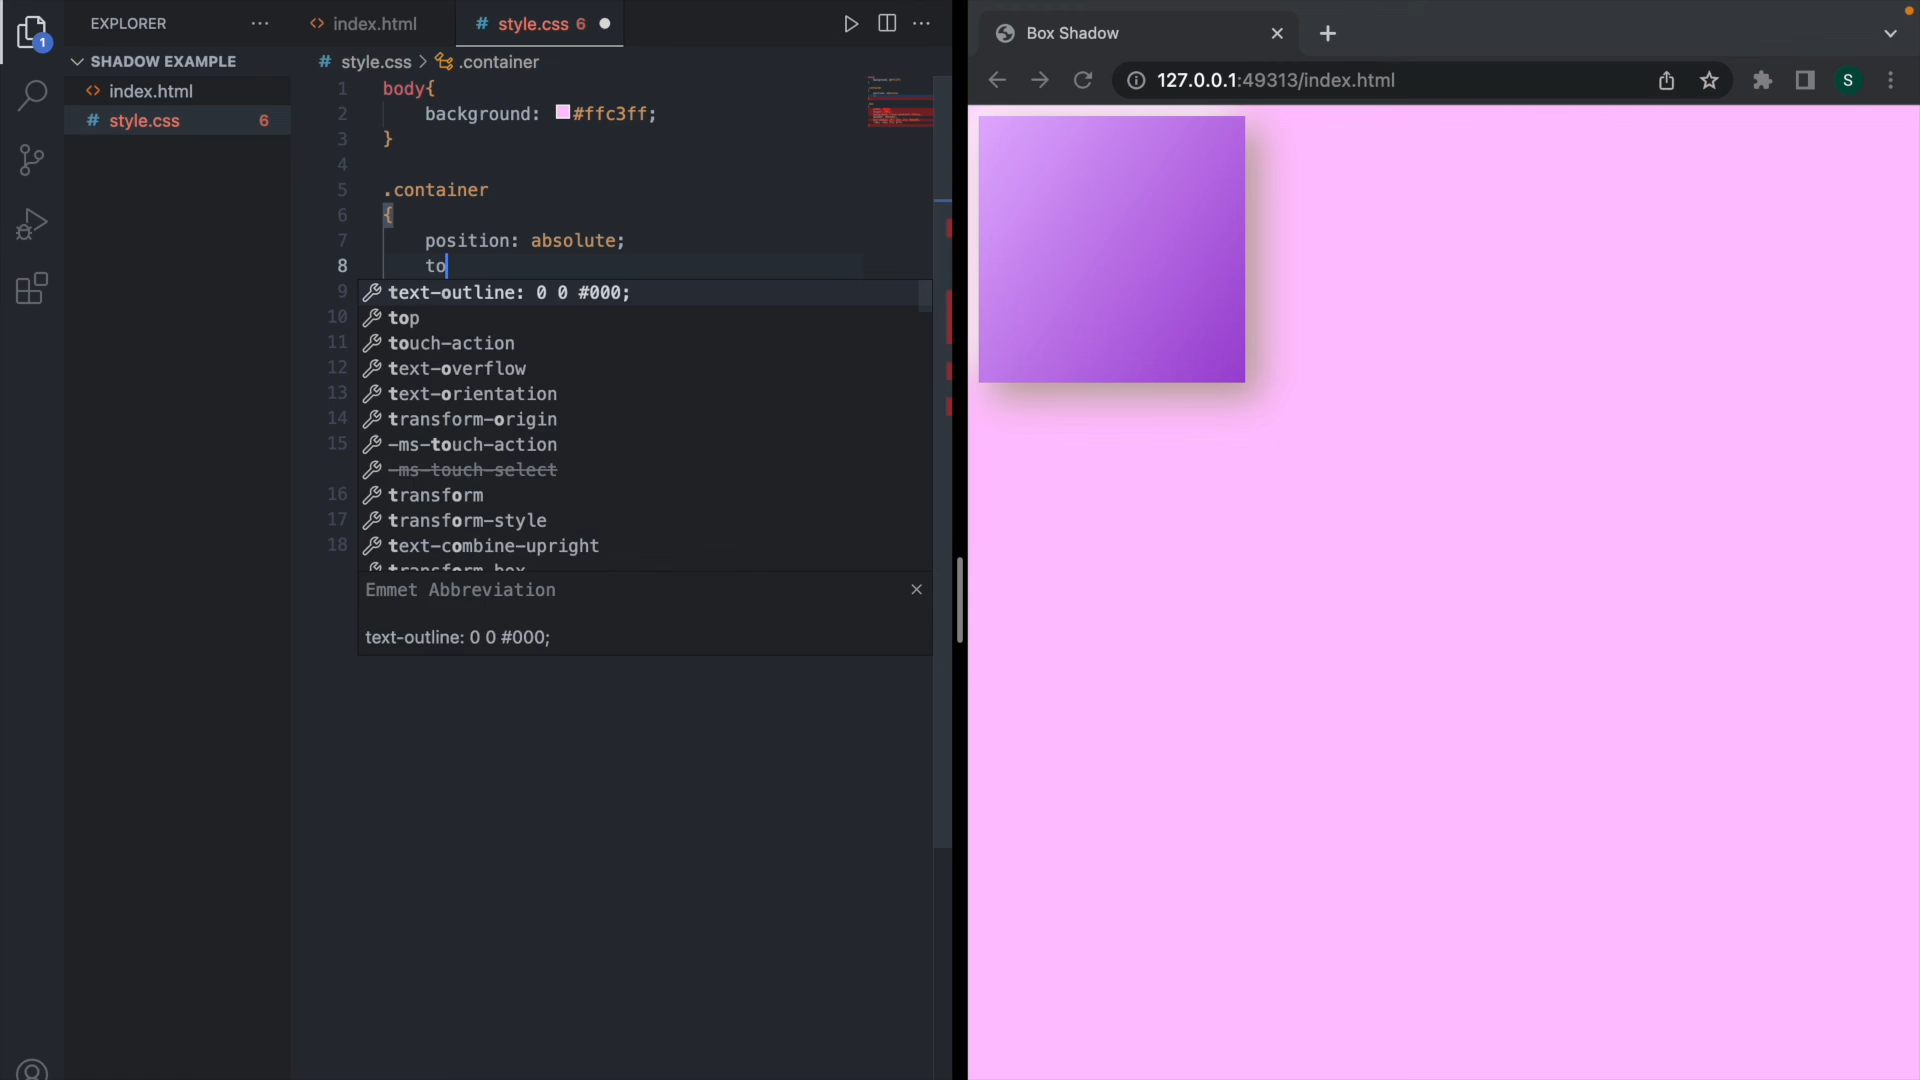 EXPLORER
index.html
style.css 6
SHADOW EXAMPLE
index.html
style.css 6
1
style.css > .container
1 body{
2 background: #ffc3ff;
3 }
4
5 .container
6 {
7 position: absolute;
8 to
9
10
11
12
13
14
15
16
17
18
text-outline: 0 0 #000;
top
touch-action
text-overflow
text-orientation
transform-origin
-ms-touch-action
-ms-touch-select
transform
transform-style
text-combine-upright
transform-box
Emmet Abbreviation
text-outline: 0 0 #000;
Box Shadow
127.0.0.1:49313/index.html
S